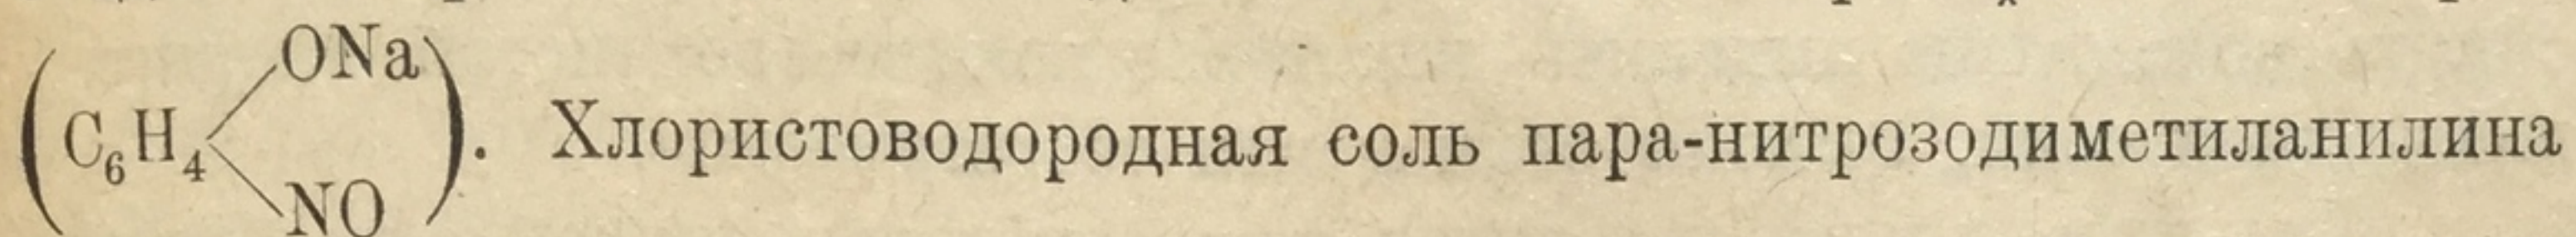 (C₆H₄<ONa
NO). Хлористоводородная соль пара-нитрозодиметиланилина